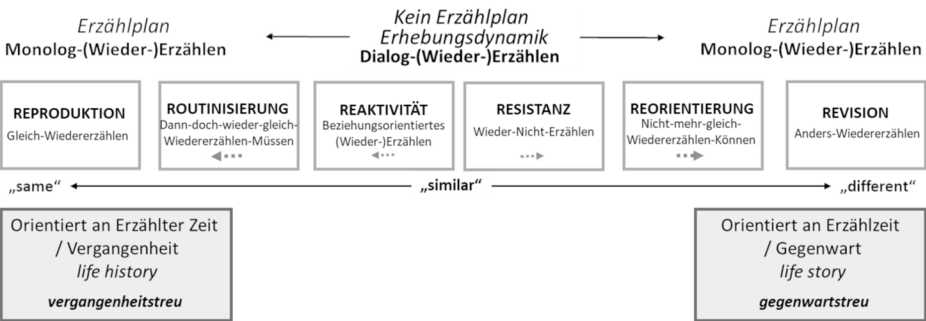 Erzählplan
Monolog-(Wieder-)Erzählen
Kein Erzählplan
Erhebungsdynamik
Dialog-(Wieder-)Erzählen
Erzählplan
Monolog-(Wieder-)Erzählen
REPRODUKTION
Gleich-Wiedererzählen
ROUTINISIERUNG
Dann-doch-wieder-gleich-
Wiedererzählen-Müssen
REAKTIVITÄT
Beziehungsorientiertes
(Wieder-)Erzählen
RESISTANZ
Wieder-Nicht-Erzählen
REORIENTIERUNG
Nicht-mehr-gleich-
Wiedererzählen-Können
REVISION
Anders-Wiedererzählen
„same“
„similar“
„different“
Orientiert an Erzählter Zeit
/ Vergangenheit
life history
vergangenheitstreu
Orientiert an Erzählzeit
/ Gegenwart
life story
gegenwartstreu